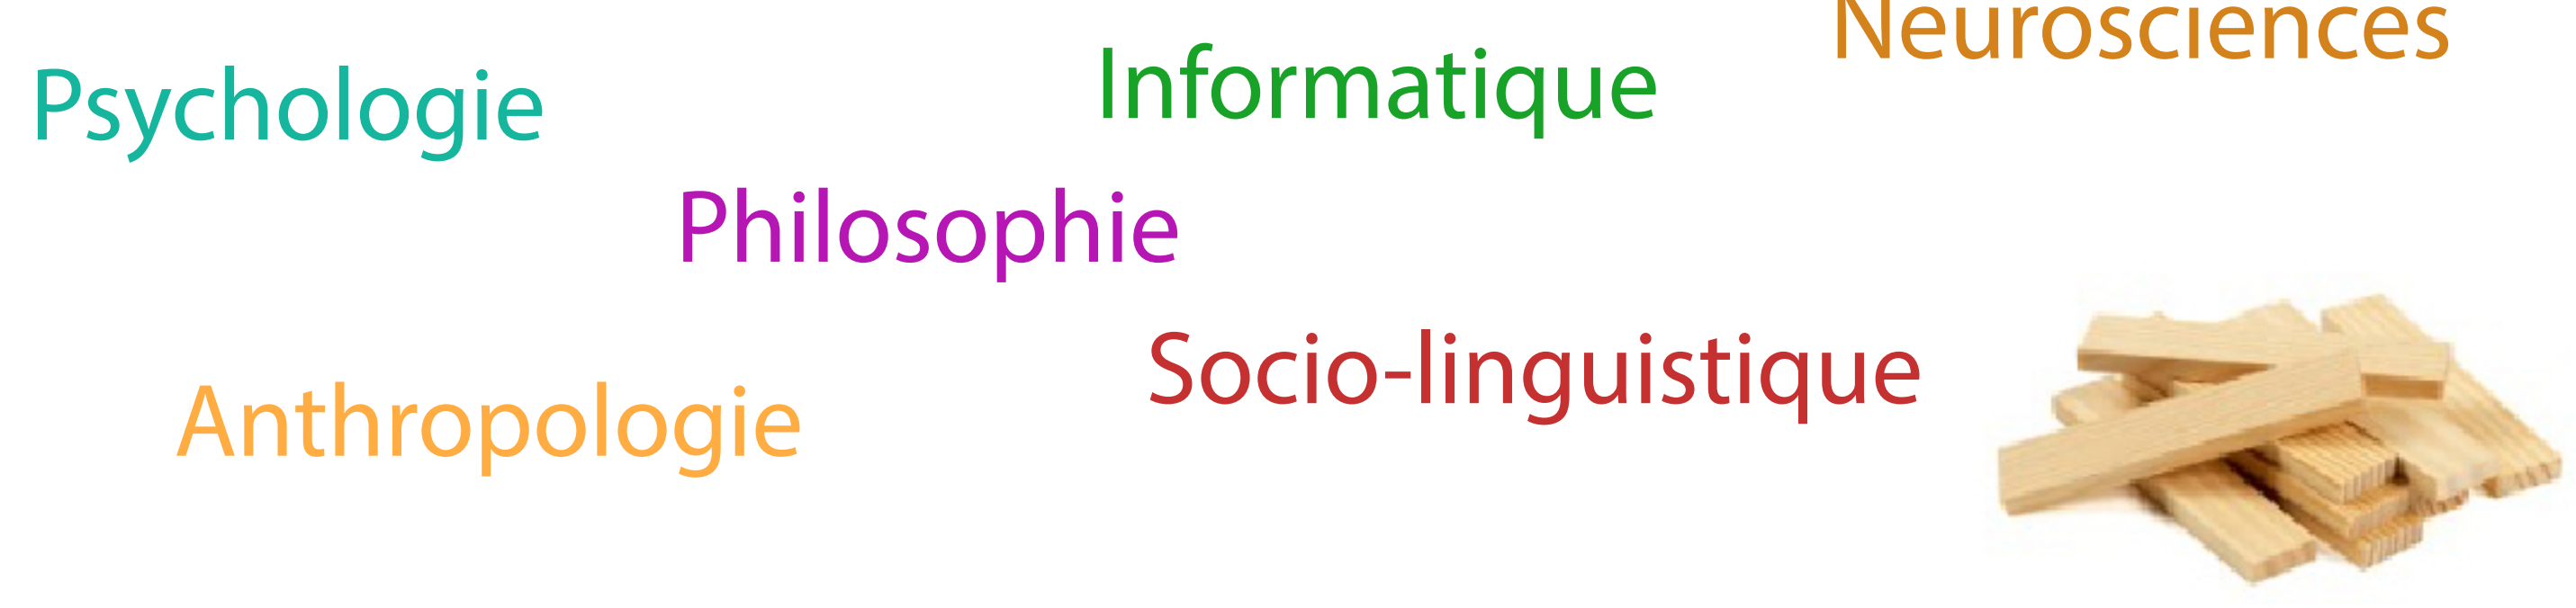 Neurosciences
Informatique
Psychologie
Philosophie
Socio-linguistique
Anthropologie